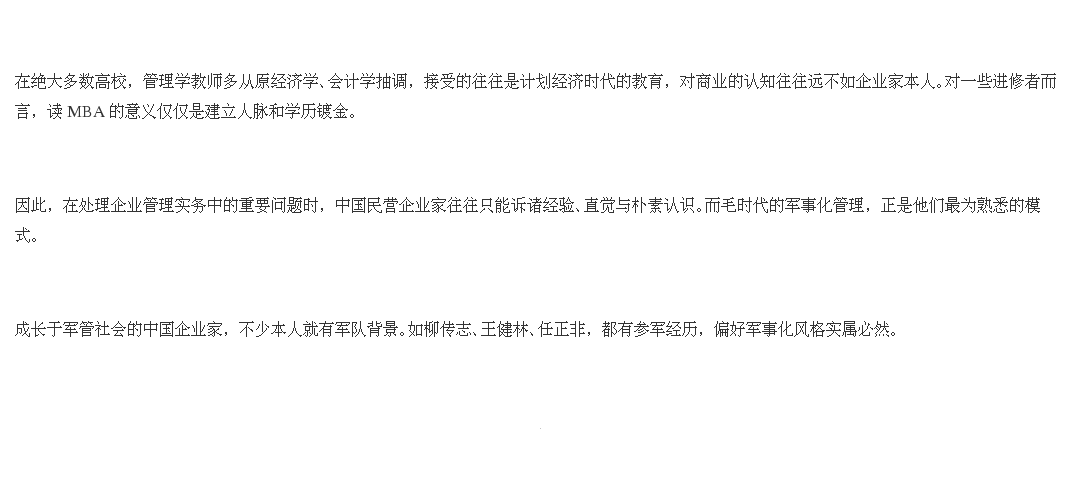 在绝大多数高校，管理学教师多从原经济学、会计学抽调，接受的往往是计划经济时代的教育，对商业的认知往往远不如企业家本人。对一些进修者而
言，读 MBA 的意义仅仅是建立人脉和学历镀金。
因此，在处理企业管理实务中的重要问题时，中国民营企业家往往只能诉诸经验、直觉与朴素认识。而毛时代的军事化管理，正是他们最为熟悉的模
式。
成长于军管社会的中国企业家，不少本人就有军队背景。如柳传志、王健林、任正非，都有参军经历，偏好军事化风格实属必然。